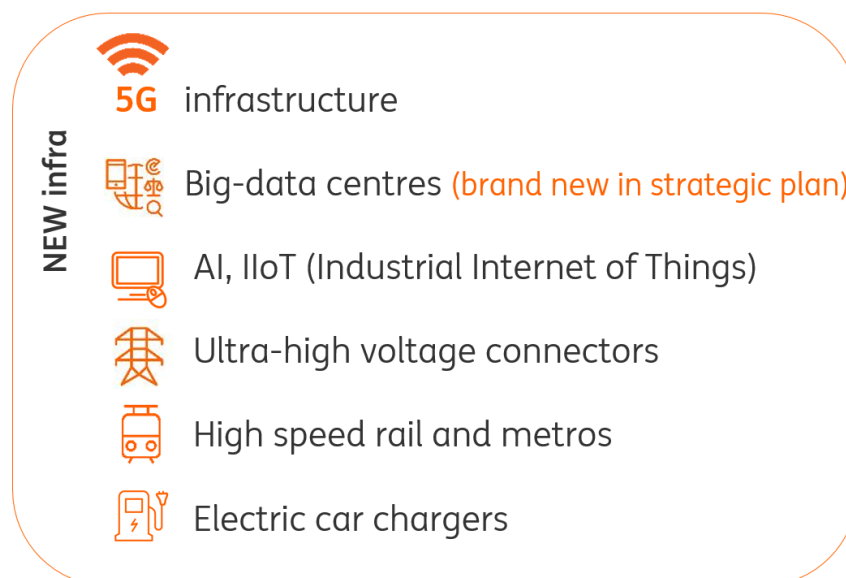 NEW infra
5G infrastructure
Big-data centres (brand new in strategic plan)
AI, IIoT (Industrial Internet of Things)
Ultra-high voltage connectors
High speed rail and metros
Electric car chargers